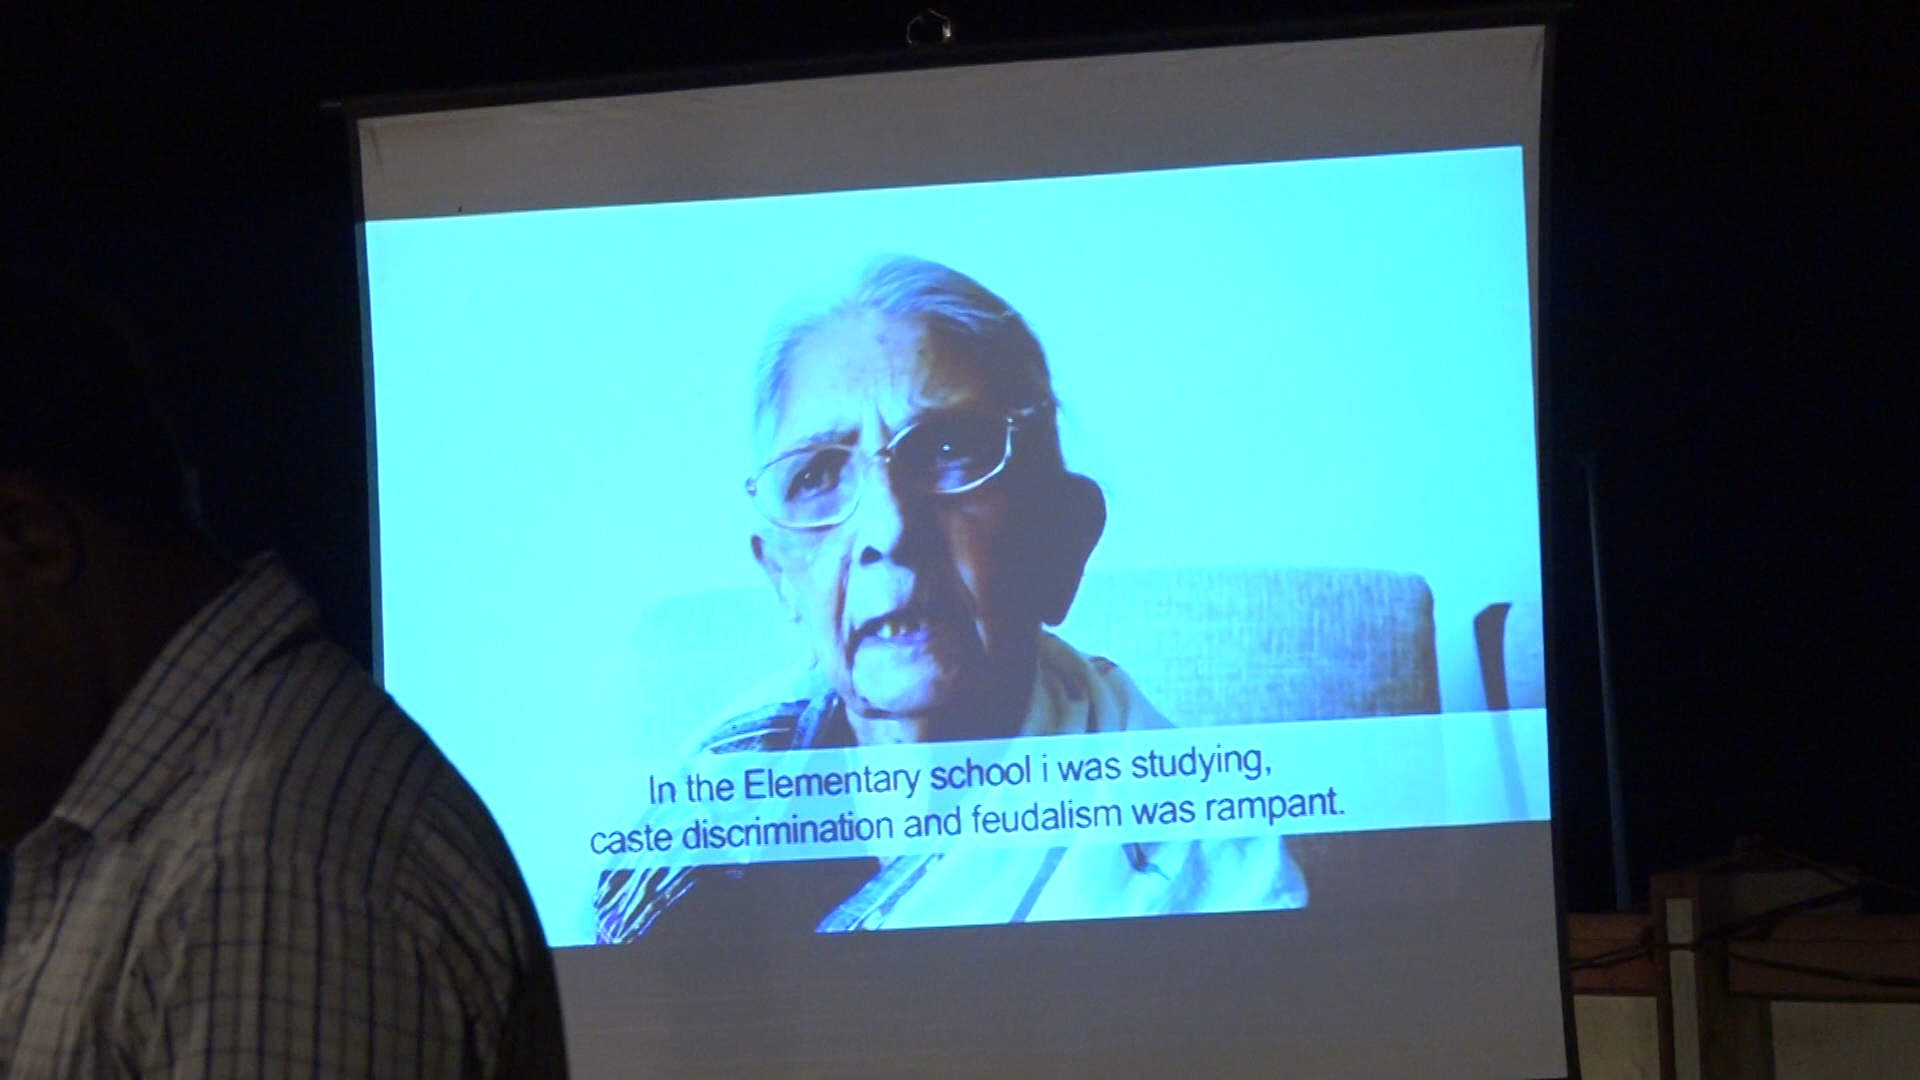 In the Elementary school i was studying,
caste discrimination and feudalism was rampant.